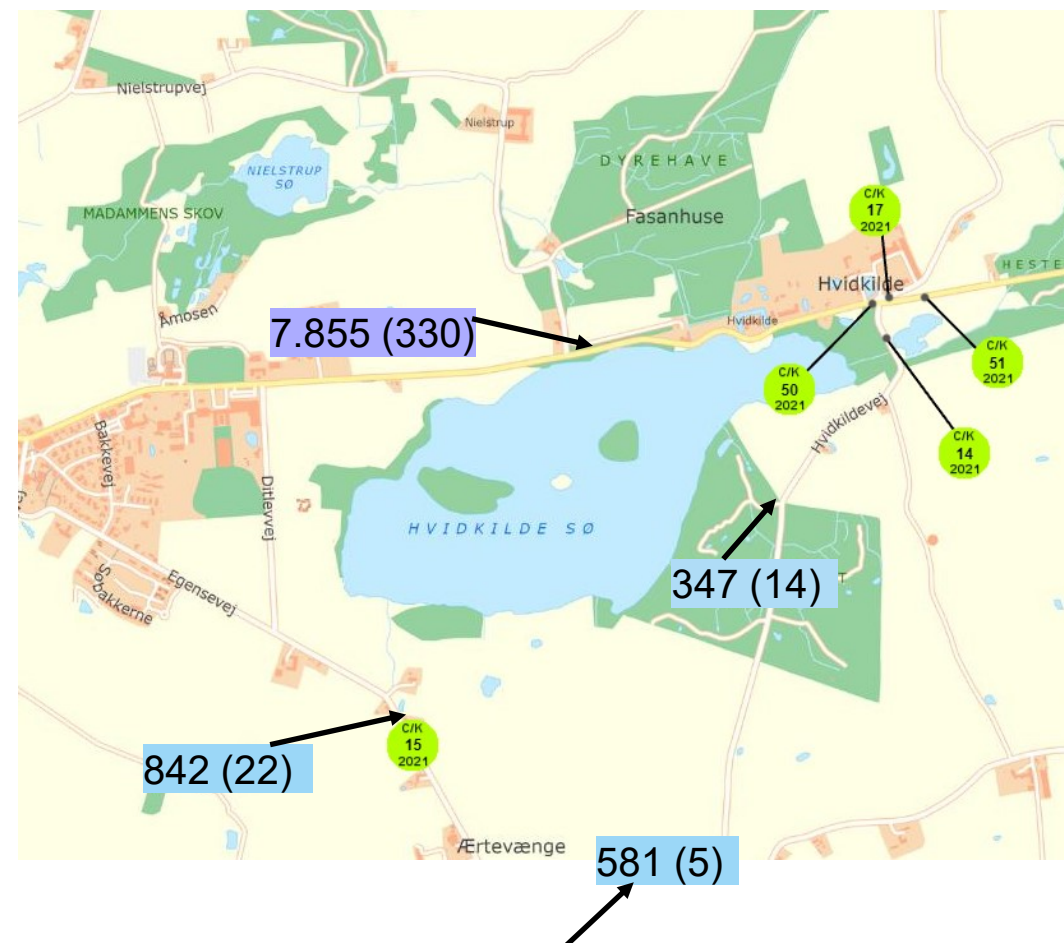 Nielstrupvej
Nielstrup
NIELSTRUP
SØ
DYREHAVE
MADAMMENS SKOV
Fasanhuse
C/K
17
2021
HESTE
Hvidkilde
Åmosen
7.855 (330)
Hvidkilde
C/K
51
2021
C/K
50
2021
Hvidkildevej
C/K
14
2021
Bakkevej
Ditlevvej
HVIDKILDE SØ
347 (14)
T
Egensevej
Søbakkerne
842 (22)
C/K
15
2021
Ærtevænge
581 (5)